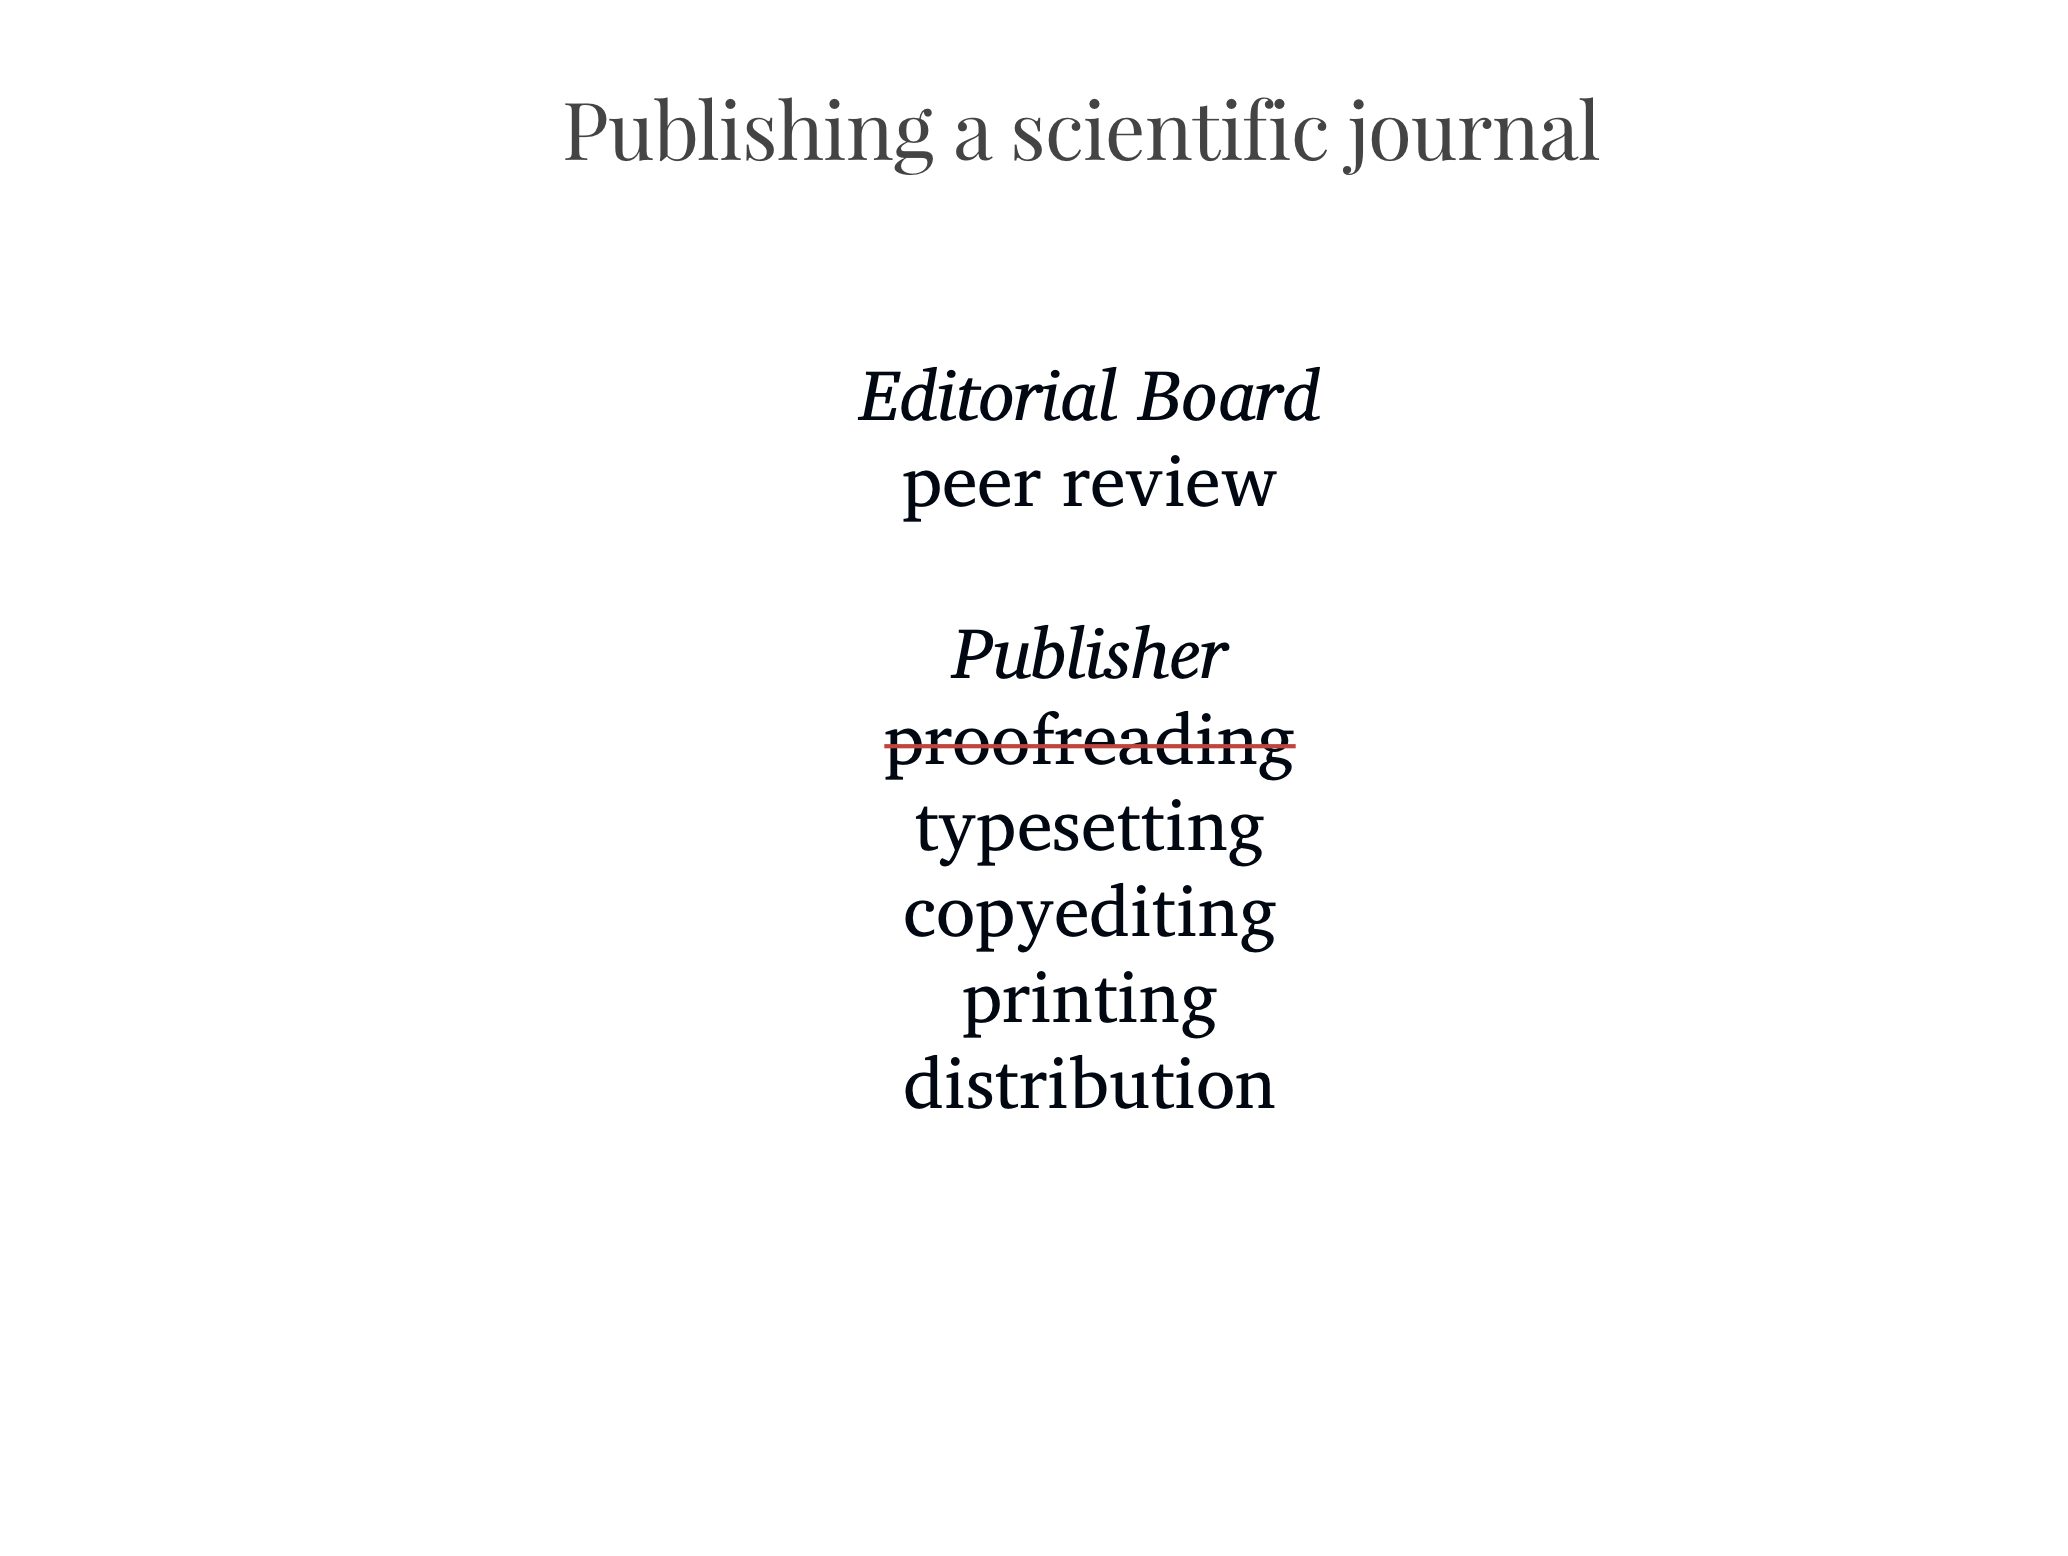 Publishing a scientific journal
Editorial Board
peer review
Publisher
proofreading
typesetting
copyediting
printing
distribution